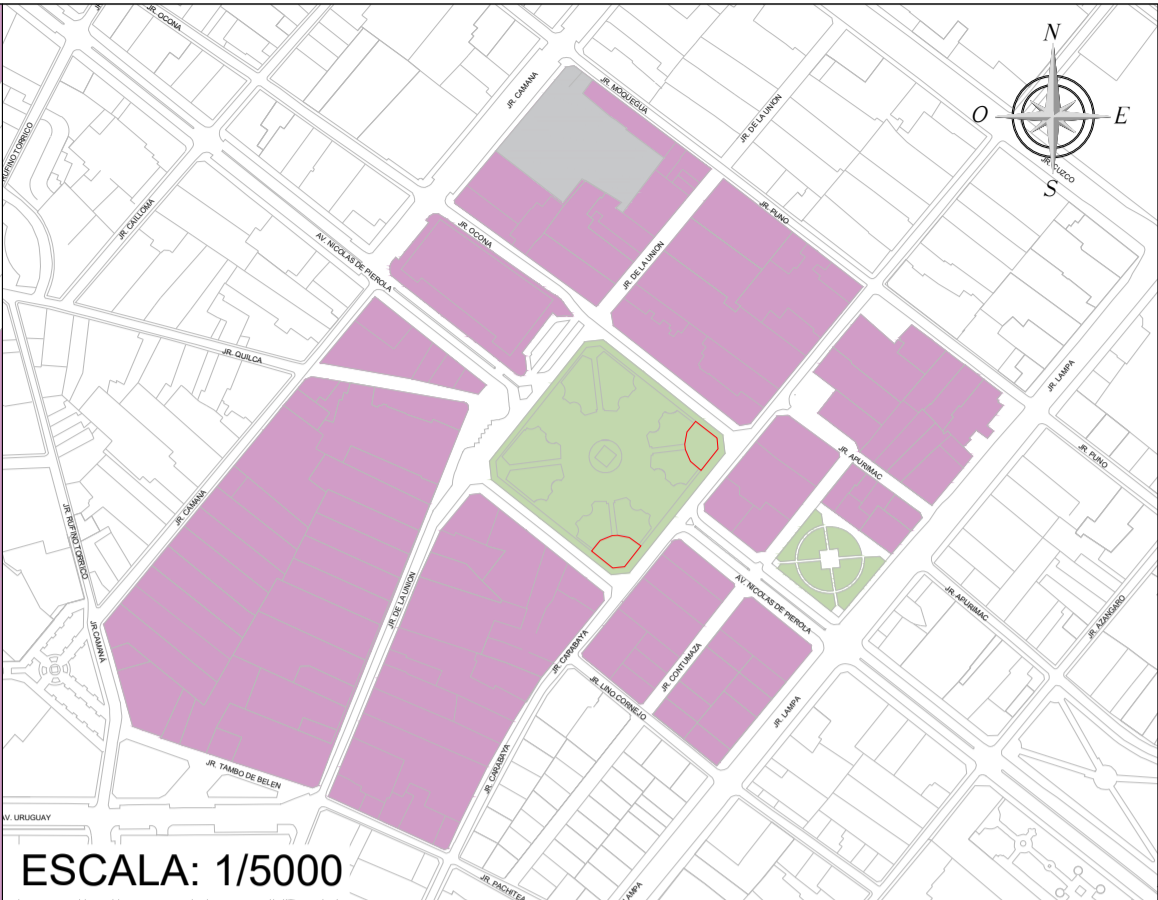 JR. OCONA
N
JR. CAMANA
JR. MOQUEGUA
JR. DE LA UNION
O
E
RUFINO TORRICO
JR. CUZCO
S
JR. CAILLOMA
JR. PUNO
JR. OCONA
AV. NICOLAS DE PIEROLA
JR. DE LA UNION
JR. QUILCA
JR. LAMPA
JR. PUNO
JR. APURIMAC
JR. CAMANA
JR. RUFINO TORRICO
JR. DE LA UNION
AV. NICOLAS DE PIEROLA
JR. APURIMAC
JR. AZANGARO
JR. CAMANÁ
JR. CARABAYA
JR. CONTUMAZA
JR. LINO CORNEJO
JR. LAMPA
JR. TAMBO DE BELEN
JR. CARABAYA
AV. URUGUAY
ESCALA: 1/5000
JR. PACHITEA
LAMPA